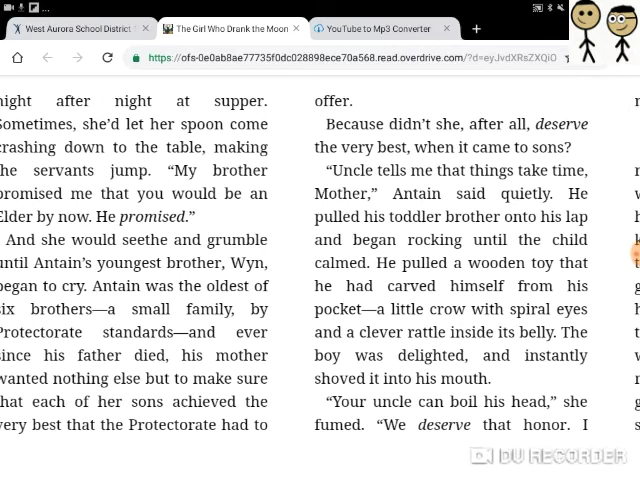 West Aurora School District
The Girl Who Drank the Moon
YouTube to Mp3 Converter
https://ofs-0e0ab8ae77735f0dc028898ece70a568.read.overdrive.com/?d=eyJvdXRsZXQiO
night after night at supper.
Sometimes, she'd let her spoon come
crashing down to the table, making
the servants jump. "My brother
promised me that you would be an
Elder by now. He promised."
And she would seethe and grumble
until Antain's youngest brother, Wyn,
began to cry. Antain was the oldest of
six brothers—a small family, by
Protectorate standards—and ever
since his father died, his mother
wanted nothing else but to make sure
that each of her sons achieved the
very best that the Protectorate had to
offer.
Because didn't she, after all, deserve
the very best, when it came to sons?
"Uncle tells me that things take time,
Mother," Antain said quietly. He
pulled his toddler brother onto his lap
and began rocking until the child
calmed. He pulled a wooden toy that
he had carved himself from his
pocket—a little crow with spiral eyes
and a clever rattle inside its belly. The
boy was delighted, and instantly
shoved it into his mouth.
"Your uncle can boil his head," she
fumed. "We deserve that honor. I
DU RECORDER